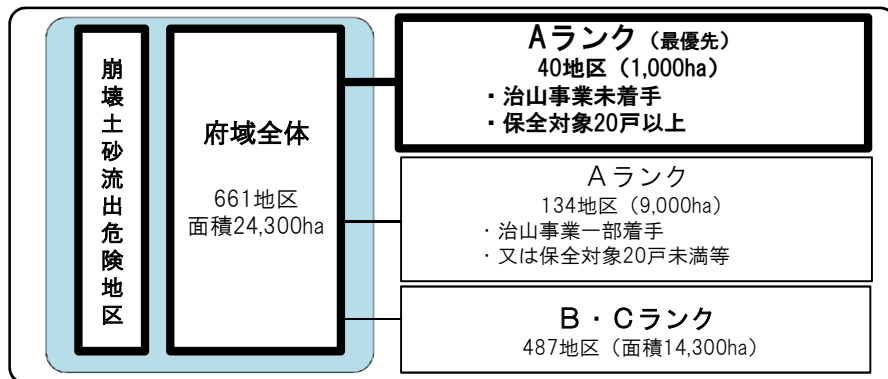 崩壊土砂流出危険地区
府域全体
661地区
面積24,300ha
Aランク（最優先）
40地区（1,000ha）
・治山事業未着手
・保全対象20戸以上
Ａランク
134地区（9,000ha）
・治山事業一部着手
・又は保全対象20戸未満等
Ｂ・Ｃランク
487地区（面積14,300ha）